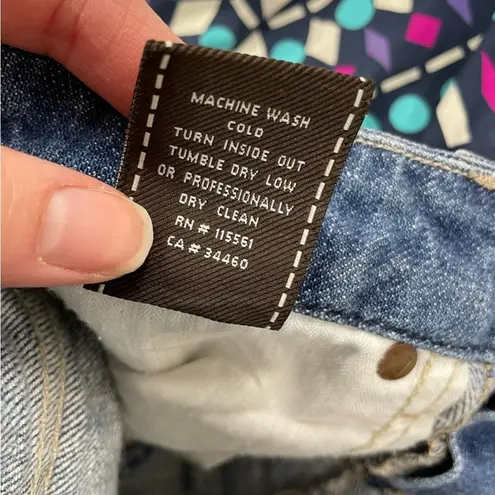 MACHINE WASH
COLD
TURN INSIDE OUT
TUMBLE DRY LOW
OR PROFESSIONALLY
DRY CLEAN
RN # 115561
CA # 34460